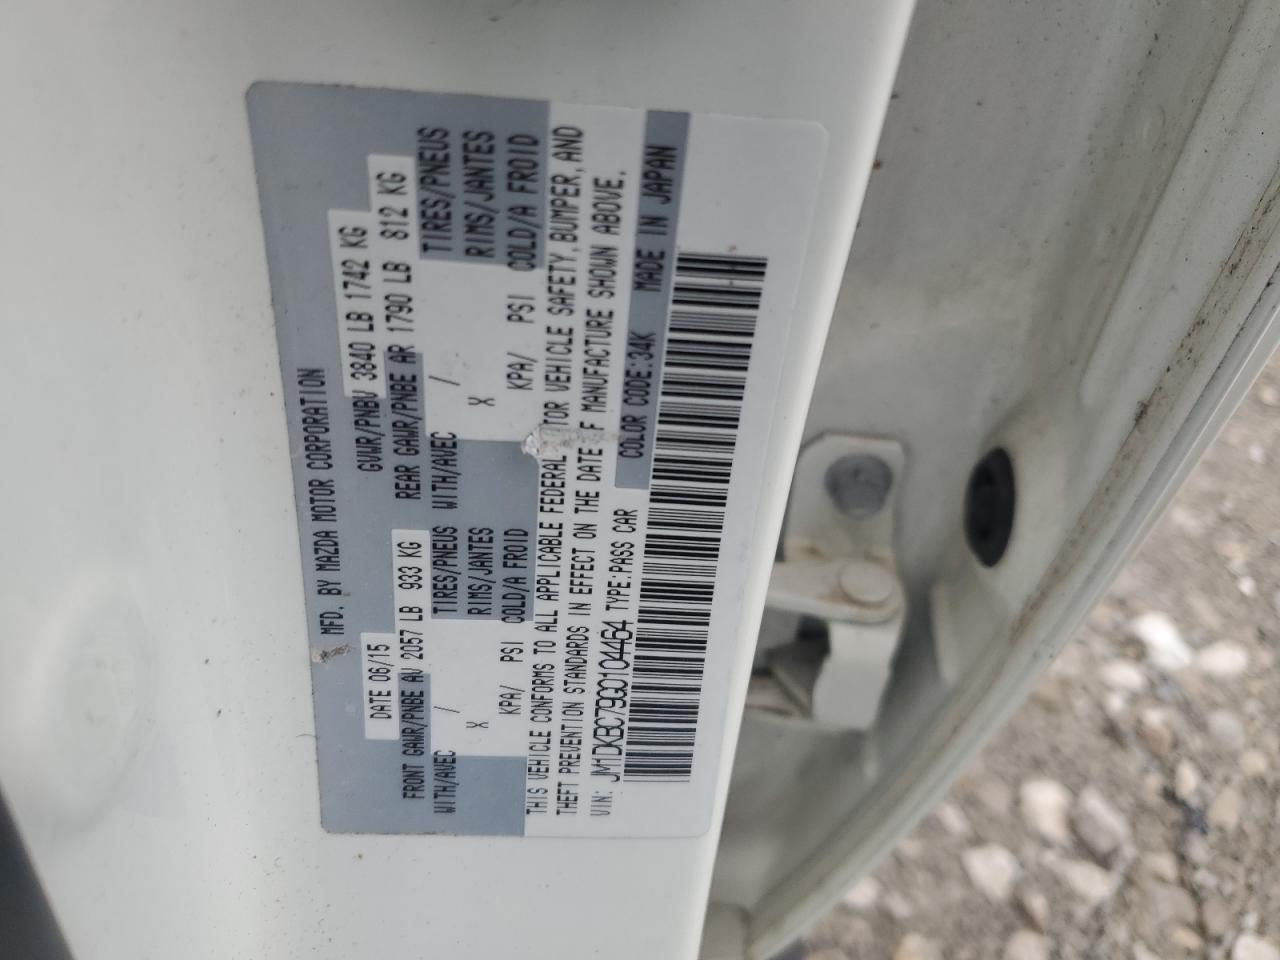 MFD. BY MAZDA MOTOR CORPORATION
DATE 06/15 GVWR/PNBV 3840 LB 1742 KG
FRONT GAWR/PNBE AV 2057 LB 933 KG REAR GAWR/PNBE AR 1790 LB 812 KG
WITH/AVEC / TIRES/PNEUS WITH/AVEC / TIRES/PNEUS
X RIMS/JANTES X RIMS/JANTES
KPA/ PSI COLD/A FROID KPA/ PSI COLD/A FROID
THIS VEHICLE CONFORMS TO ALL APPLICABLE FEDERAL MOTOR VEHICLE SAFETY, BUMPER, AND
THEFT PREVENTION STANDARDS IN EFFECT ON THE DATE OF MANUFACTURE SHOWN ABOVE.
VIN: JM1DKBC79G0104464 TYPE:PASS CAR COLOR CODE:34K MADE IN JAPAN